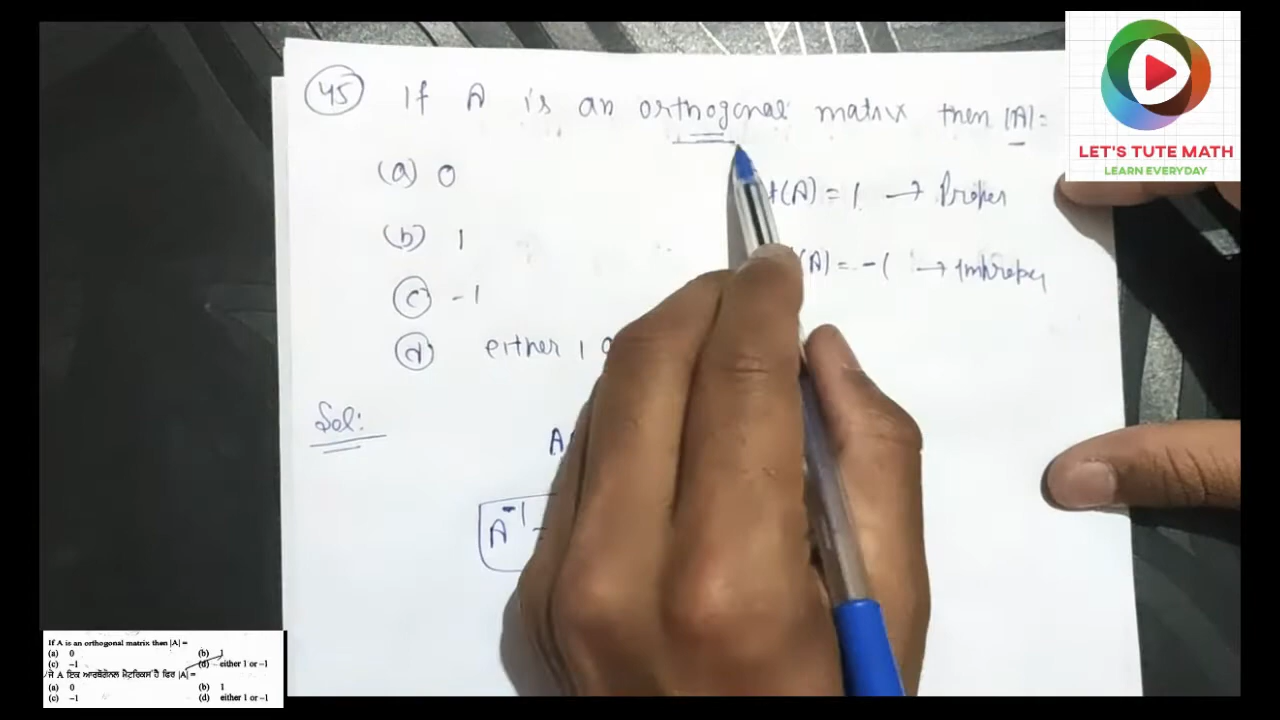 45 If A is an orthogonal matrix then |A| =
(a) 0
(A) = 1 → Proper
(b) 1
(A) = -1 → improper
(c) -1
(d) either 1
Sol:
A
A⁻¹ =
LET'S TUTE MATH
LEARN EVERYDAY
If A is an orthogonal matrix then |A| =
(a) 0 (b) 1
(c) −1 (d) either 1 or −1
ਜੇ A ਇਕ ਆਰਥੋਗੋਨਲ ਮੈਟਰਿਕਸ ਹੈ ਫਿਰ |A| =
(a) 0 (b) 1
(c) −1 (d) either 1 or −1